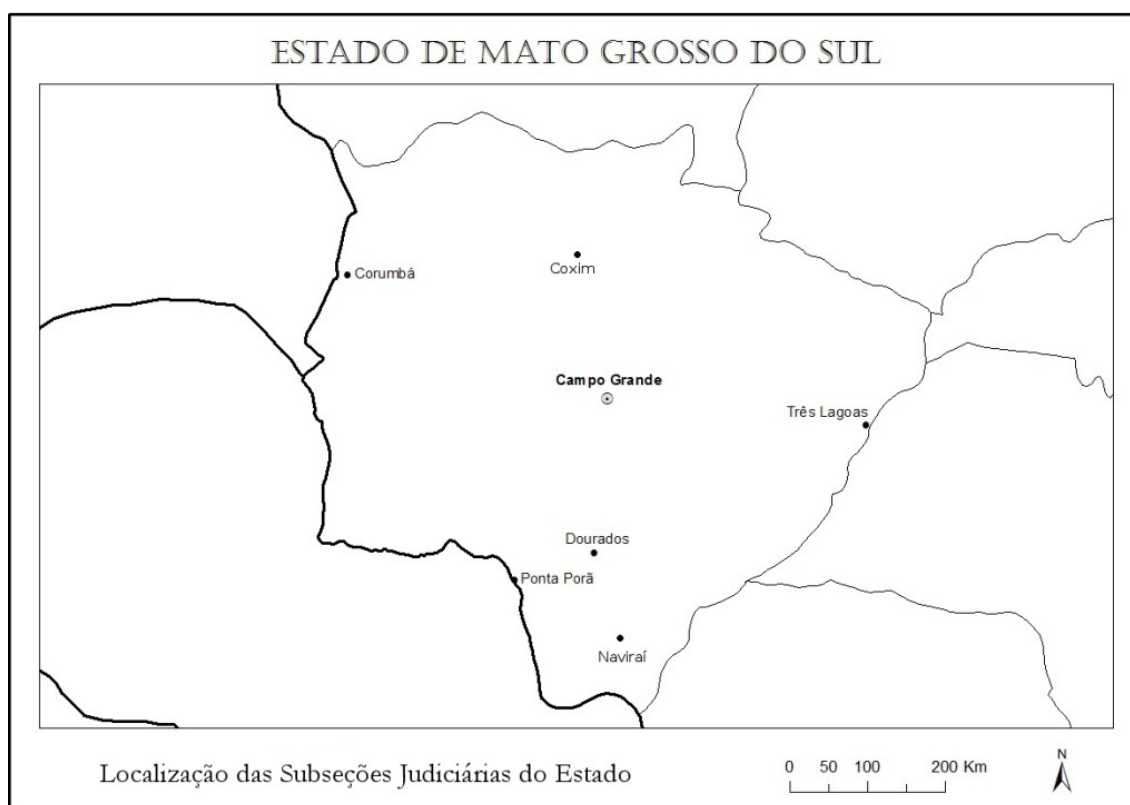 ESTADO DE MATO GROSSO DO SUL
Corumbá
Coxim
Campo Grande
Três Lagoas
Dourados
Ponta Porã
Naviraí
Localização das Subseções Judiciárias do Estado
0 50 100 200 Km
N